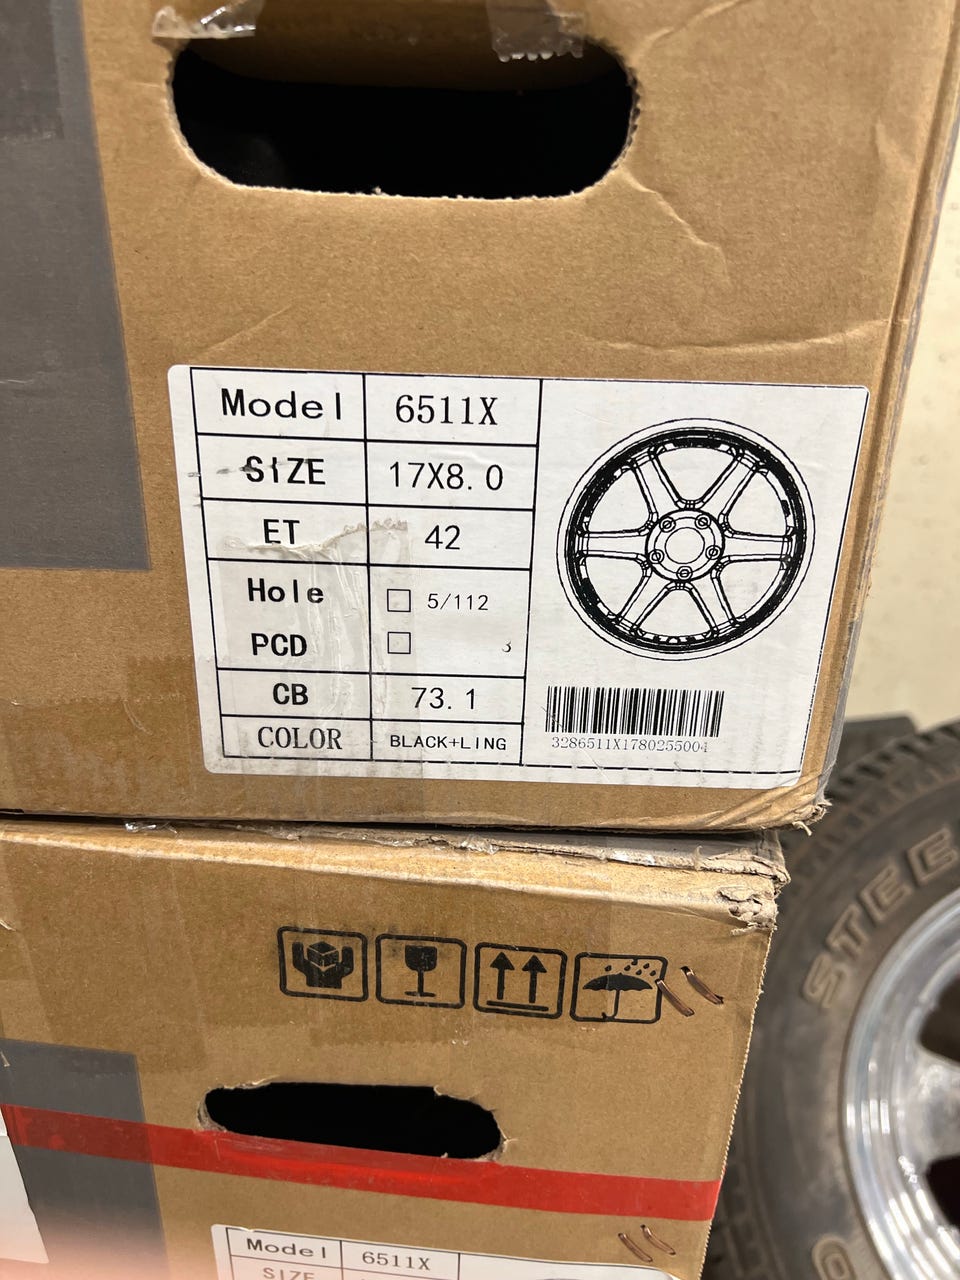 Model 6511X
SIZE 17X8.0
ET 42
Hole 5/112
PCD
CB 73.1
COLOR BLACK+LING
3286511X1780255004
STEE
Model 6511X
SIZE